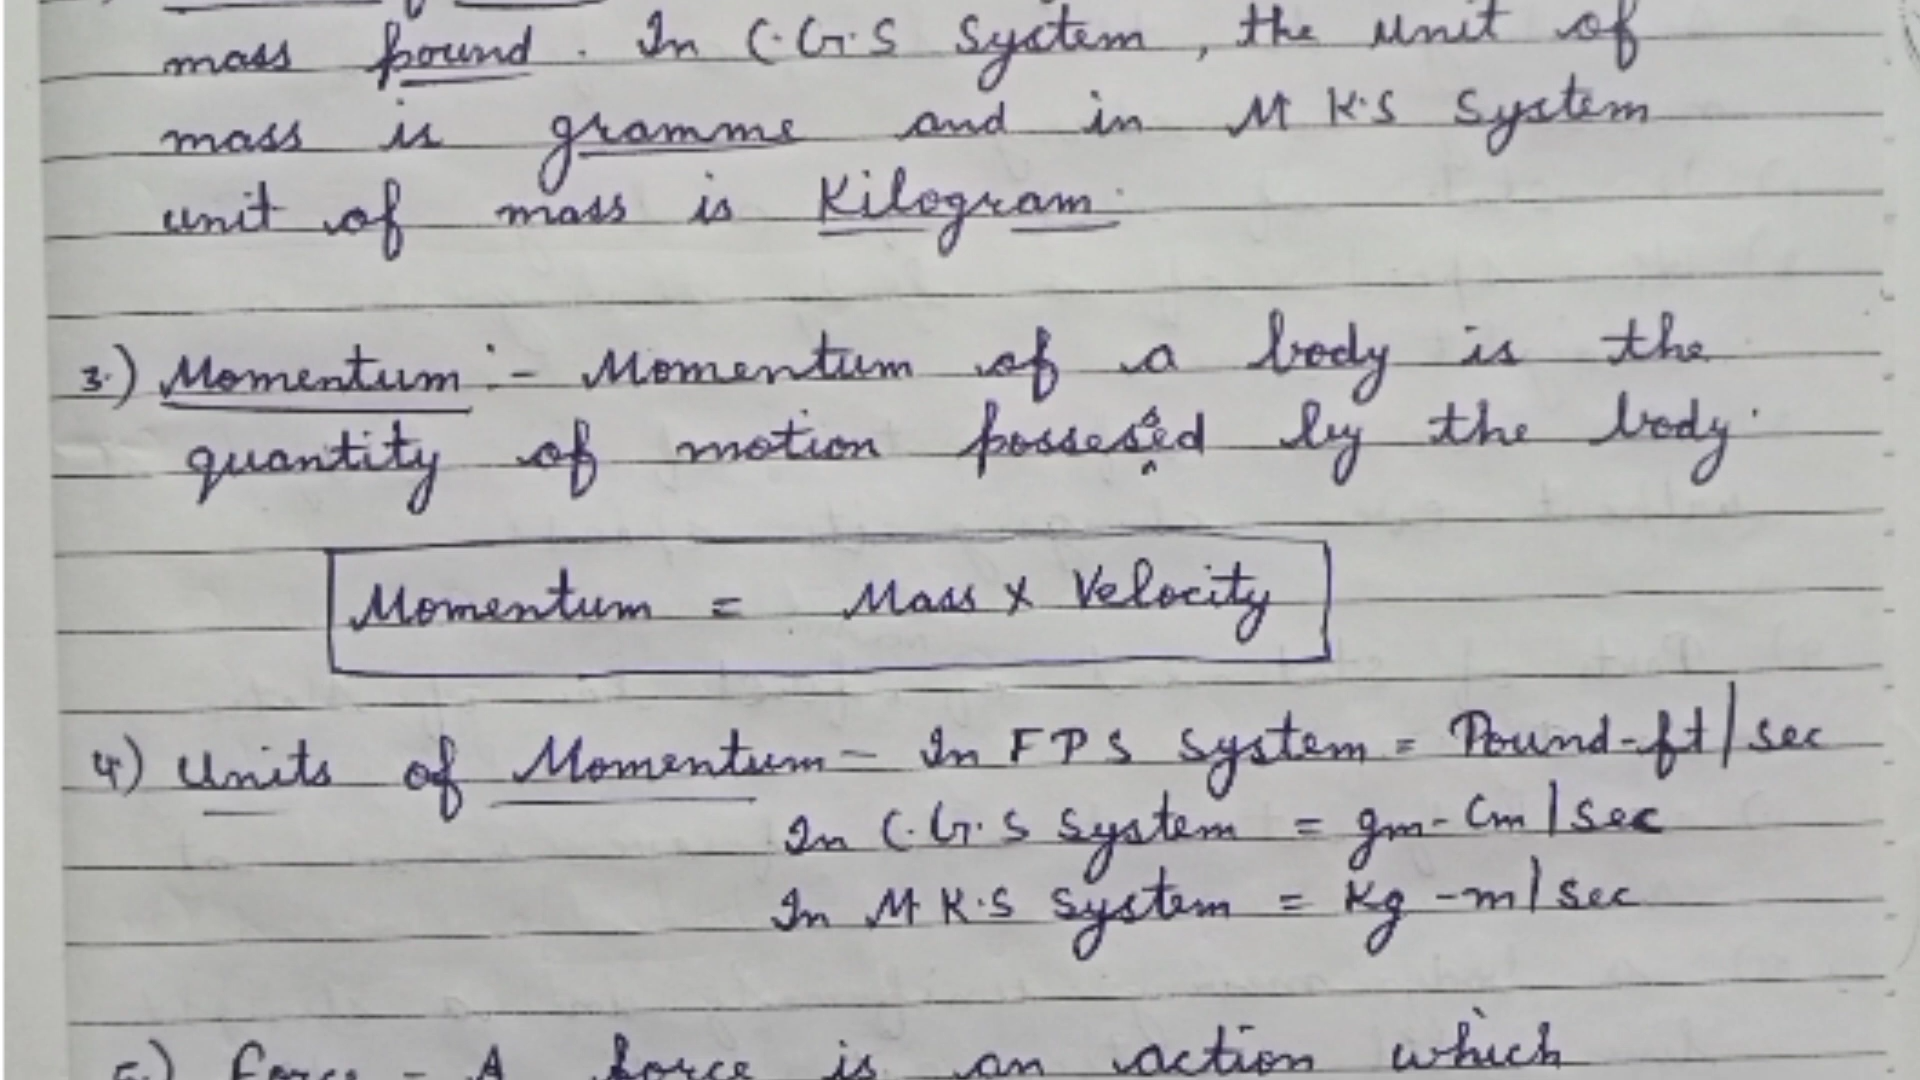 mass pound. In C.G.S System, the unit of
mass is gramme and in M K.S System
unit of mass is Kilogram.
3.) Momentum :- Momentum of a body is the
quantity of motion possessed by the body.
Momentum = Mass x Velocity
4.) Units of Momentum - In F P S System = Pound-ft/sec
In C.G.S System = gm-Cm/Sec
In M K.S System = Kg-m/Sec
5.) Force - A force is an action which